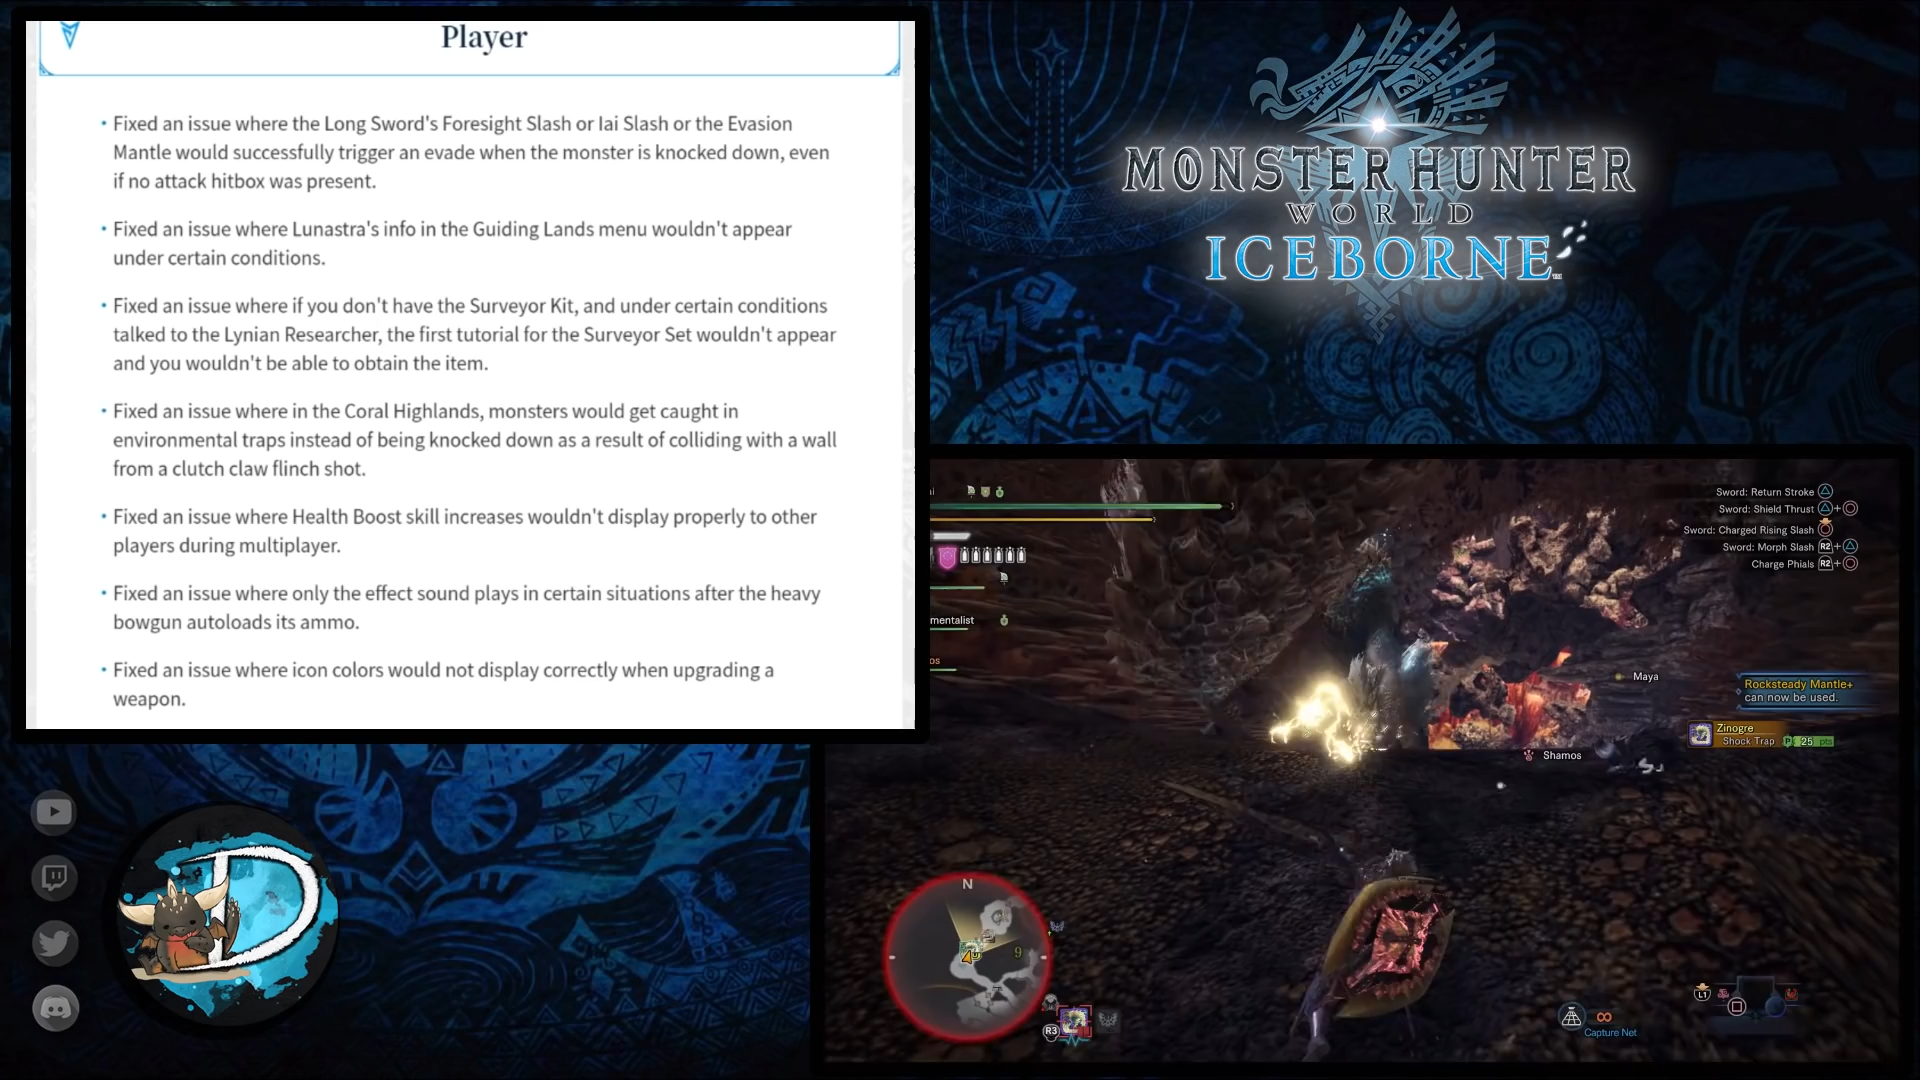 Player
• Fixed an issue where the Long Sword's Foresight Slash or Iai Slash or the Evasion
Mantle would successfully trigger an evade when the monster is knocked down, even
if no attack hitbox was present.
• Fixed an issue where Lunastra's info in the Guiding Lands menu wouldn't appear
under certain conditions.
• Fixed an issue where if you don't have the Surveyor Kit, and under certain conditions
talked to the Lynian Researcher, the first tutorial for the Surveyor Set wouldn't appear
and you wouldn't be able to obtain the item.
• Fixed an issue where in the Coral Highlands, monsters would get caught in
environmental traps instead of being knocked down as a result of colliding with a wall
from a clutch claw flinch shot.
• Fixed an issue where Health Boost skill increases wouldn't display properly to other
players during multiplayer.
• Fixed an issue where only the effect sound plays in certain situations after the heavy
bowgun autoloads its ammo.
• Fixed an issue where icon colors would not display correctly when upgrading a
weapon.
MONSTER HUNTER
WORLD
ICEBORNE™
ai
mentalist
os
Sword: Return Stroke
Sword: Shield Thrust +
Sword: Charged Rising Slash
Sword: Morph Slash R2+
Charge Phials R2+
Maya
Rocksteady Mantle+
can now be used.
Zinogre
Shock Trap P 25 pts
Shamos
N
9
R3
L1
∞
Capture Net
D